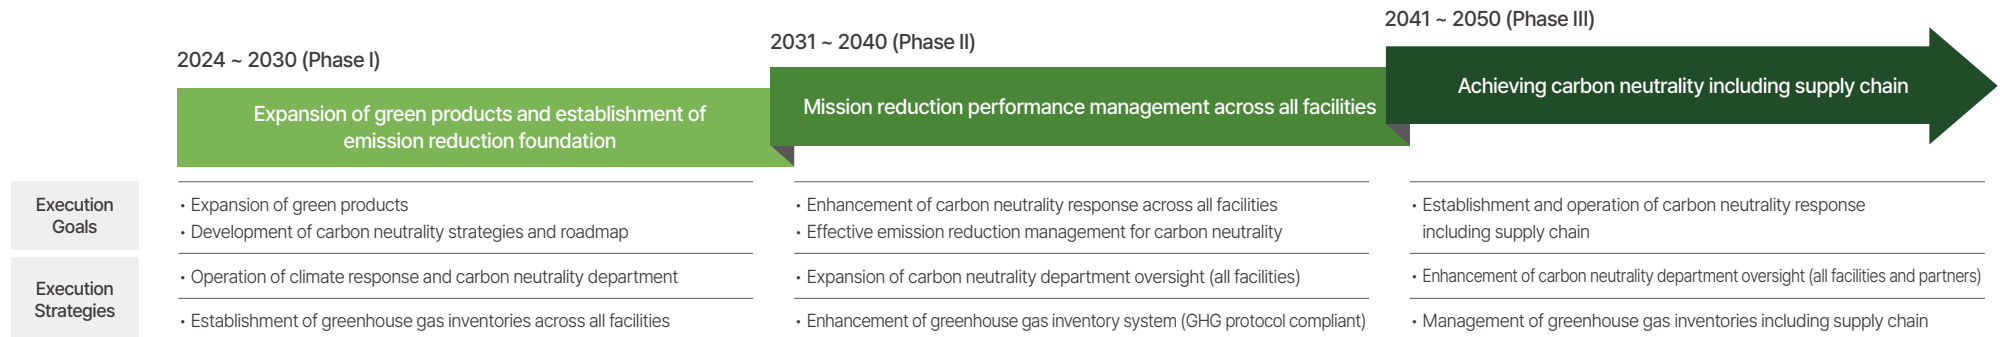 2024 ~ 2030 (Phase I)
Expansion of green products and establishment of
emission reduction foundation
2031 ~ 2040 (Phase II)
Mission reduction performance management across all facilities
2041 ~ 2050 (Phase III)
Achieving carbon neutrality including supply chain
Execution
Goals
• Expansion of green products
• Development of carbon neutrality strategies and roadmap
• Enhancement of carbon neutrality response across all facilities
• Effective emission reduction management for carbon neutrality
• Establishment and operation of carbon neutrality response
including supply chain
Execution
Strategies
• Operation of climate response and carbon neutrality department
• Expansion of carbon neutrality department oversight (all facilities)
• Enhancement of carbon neutrality department oversight (all facilities and partners)
• Establishment of greenhouse gas inventories across all facilities
• Enhancement of greenhouse gas inventory system (GHG protocol compliant)
• Management of greenhouse gas inventories including supply chain